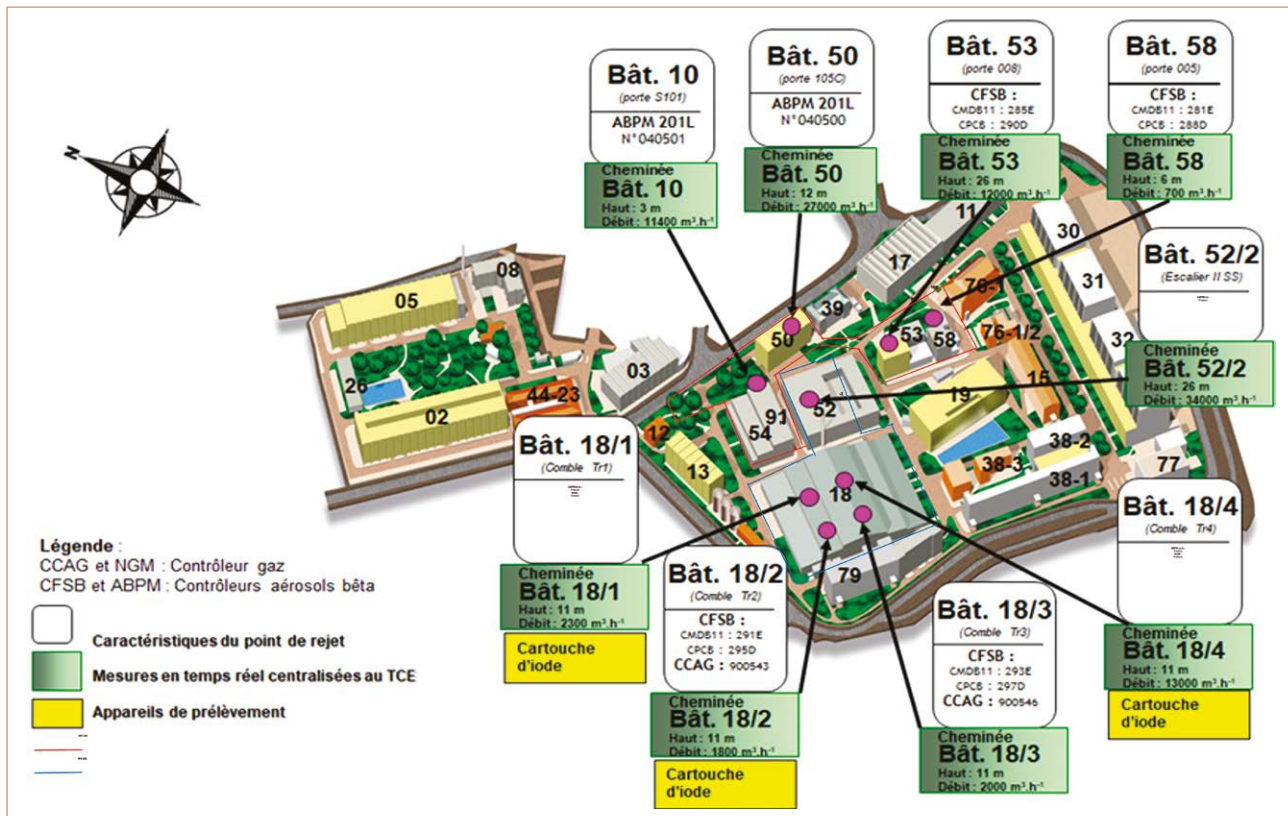 N
Bât. 10
(porte S101)
ABPM 201L
N°040501
Cheminée
Bât. 10
Haut : 3 m
Débit : 11400 m³.h⁻¹
Bât. 50
(porte 105C)
ABPM 201L
N°040500
Cheminée
Bât. 50
Haut : 12 m
Débit : 27000 m³.h⁻¹
Bât. 53
(porte 008)
CFSB :
CMDB11 : 285E
CPCB : 290D
Cheminée
Bât. 53
Haut : 26 m
Débit : 12000 m³.h⁻¹
Bât. 58
(porte 005)
CFSB :
CMDB11 : 281E
CPCB : 288D
Cheminée
Bât. 58
Haut : 6 m
Débit : 700 m³.h⁻¹
Bât. 52/2
(Escalier II SS)
Cheminée
Bât. 52/2
Haut : 26 m
Débit : 34000 m³.h⁻¹
05
08
26
02
44-23
03
12
13
54
91
50
39
52
17
11
53
58
76-1
76-1/2
30
31
32
15
19
38-2
38-3
38-1
77
18
79
Bât. 18/1
(Comble Tr1)
Cheminée
Bât. 18/1
Haut : 11 m
Débit : 2300 m³.h⁻¹
Cartouche
d'iode
Bât. 18/2
(Comble Tr2)
CFSB :
CMDB11 : 291E
CPCB : 295D
CCAG : 900543
Cheminée
Bât. 18/2
Haut : 11 m
Débit : 1800 m³.h⁻¹
Cartouche
d'iode
Bât. 18/3
(Comble Tr3)
CFSB :
CMDB11 : 293E
CPCB : 297D
CCAG : 900546
Cheminée
Bât. 18/3
Haut : 11 m
Débit : 2000 m³.h⁻¹
Bât. 18/4
(Comble Tr4)
Cheminée
Bât. 18/4
Haut : 11 m
Débit : 13000 m³.h⁻¹
Cartouche
d'iode
Légende :
CCAG et NGM : Contrôleur gaz
CFSB et ABPM : Contrôleurs aérosols bêta
Caractéristiques du point de rejet
Mesures en temps réel centralisées au TCE
Appareils de prélèvement